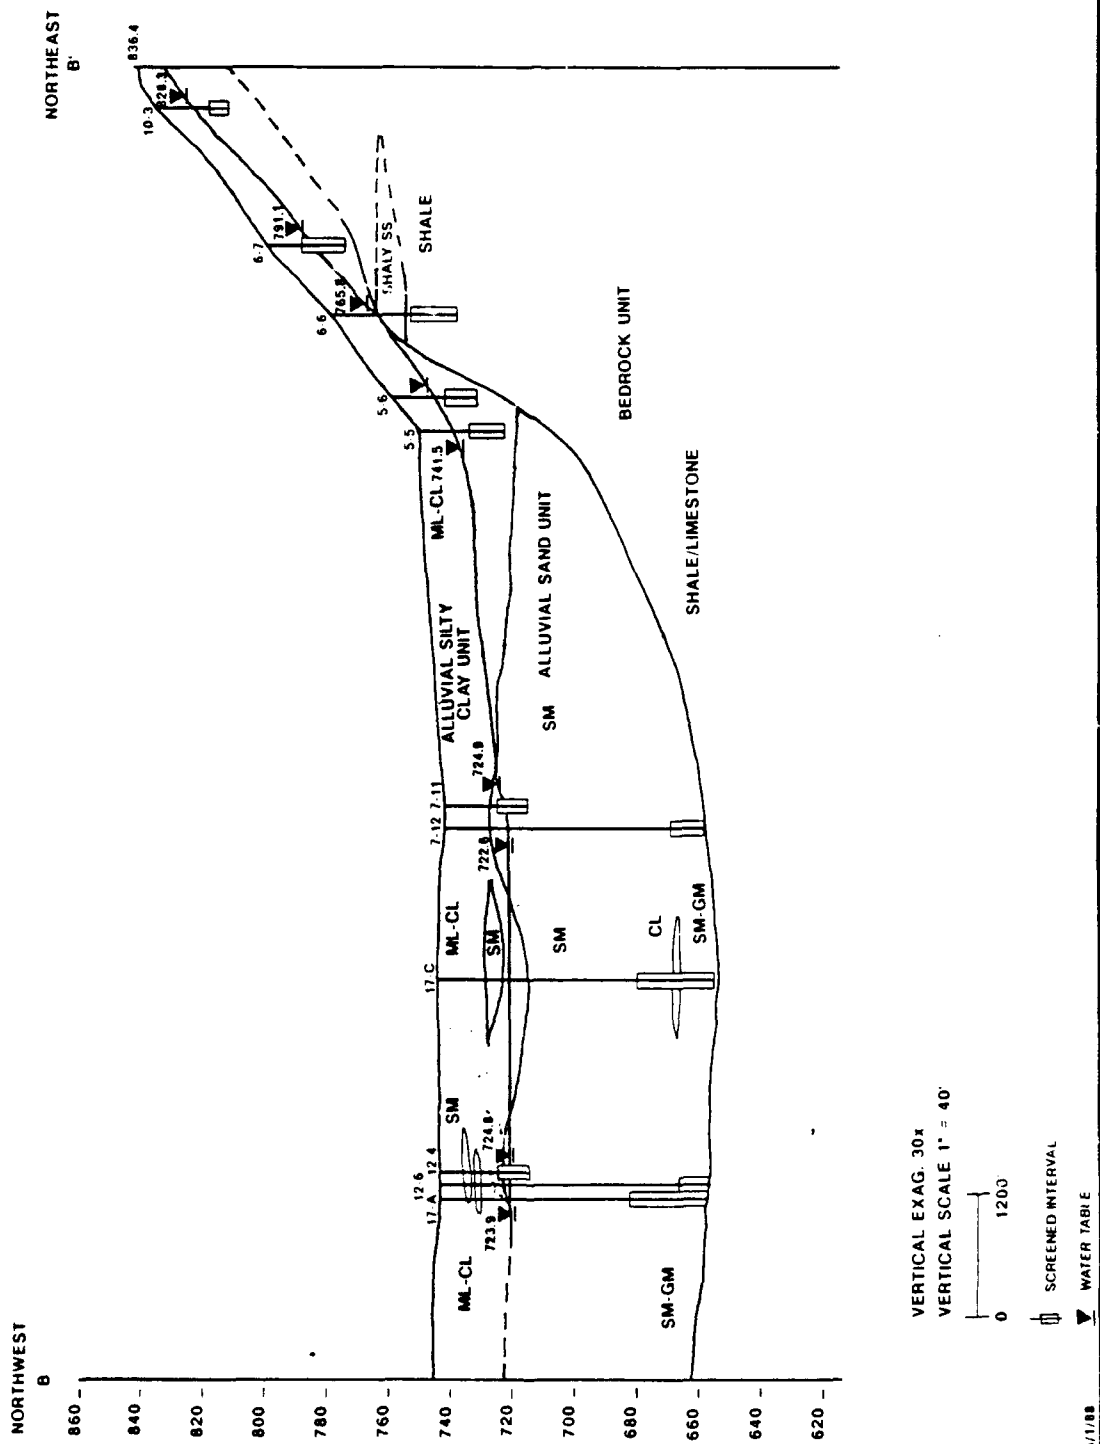 NORTHWEST
B
NORTHEAST
B'
836.4
860
840
820
800
780
760
740
720
700
680
660
640
620
17-A
12-6
12-4
17-C
7-12
7-11
5-5
5-6
6-6
6-7
10-3
723.9
724.8
722.6
724.9
741.5
765.8
791.1
828.3
ML-CL
SM
ML-CL
SM
ALLUVIAL SILTY
CLAY UNIT
ML-CL
SHALY SS
SHALE
SM
SM
ALLUVIAL SAND UNIT
BEDROCK UNIT
CL
SM-GM
SM-GM
SHALE/LIMESTONE
VERTICAL EXAG. 30x
VERTICAL SCALE 1" = 40'
0
1200'
SCREENED INTERVAL
WATER TABLE
/1/88